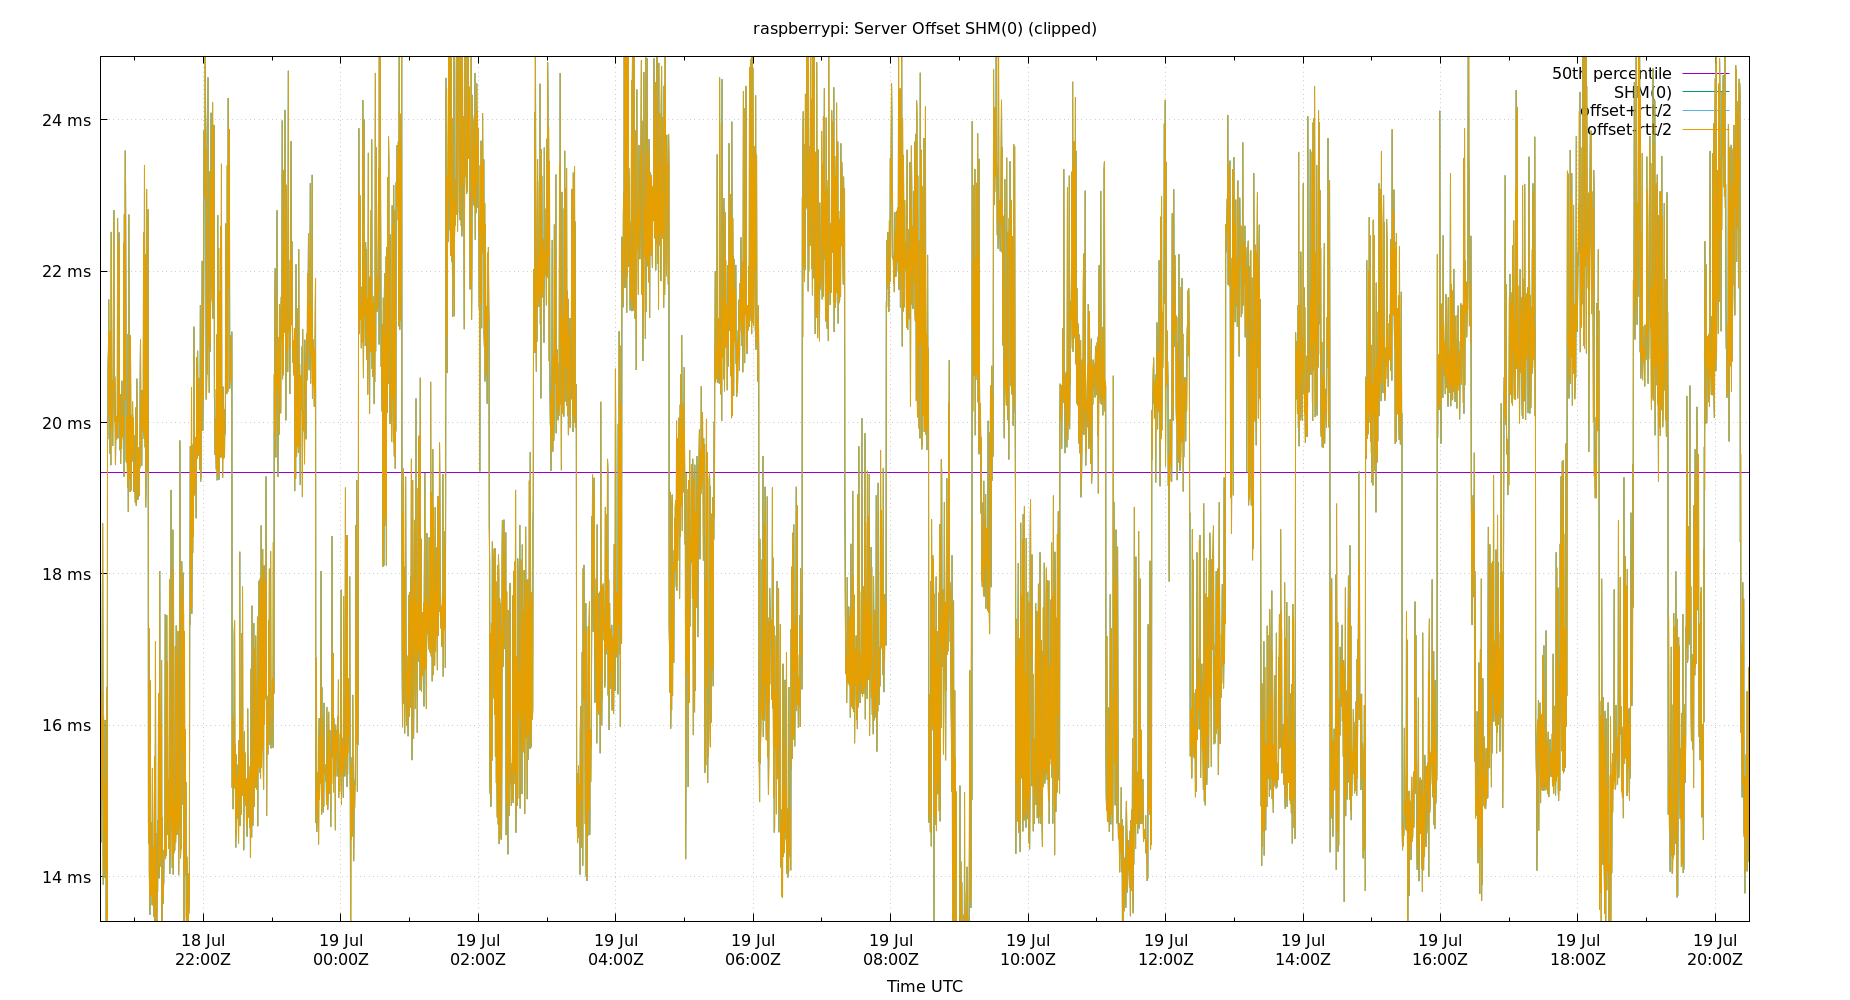 raspberrypi: Server Offset SHM(0) (clipped)
50th percentile
SHM(0)
offset+rtt/2
offset-rtt/2
24 ms
22 ms
20 ms
18 ms
16 ms
14 ms
18 Jul 19 Jul 19 Jul 19 Jul 19 Jul 19 Jul 19 Jul 19 Jul 19 Jul 19 Jul 19 Jul 19 Jul
22:00Z 00:00Z 02:00Z 04:00Z 06:00Z 08:00Z 10:00Z 12:00Z 14:00Z 16:00Z 18:00Z 20:00Z
Time UTC